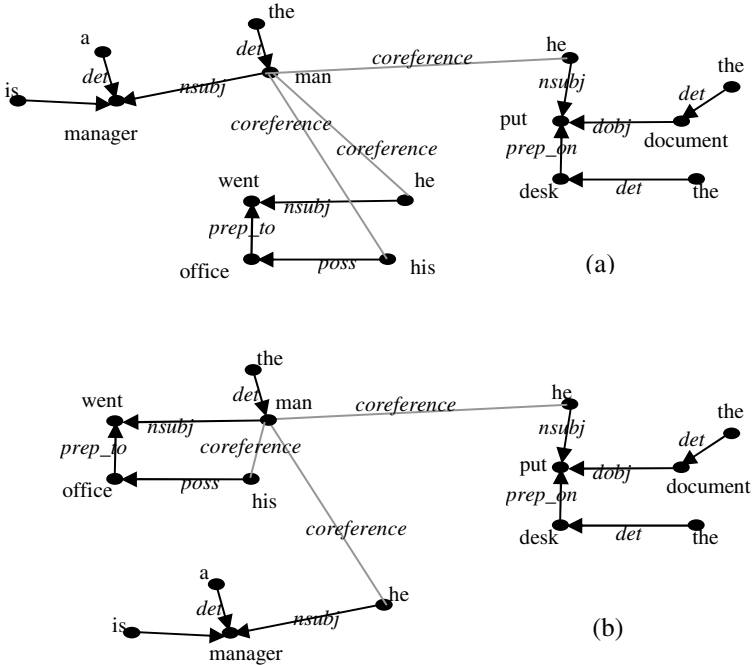 the
a
he
coreference
the
det
is
det
nsubj
man
nsubj
det
put
dobj
manager
coreference
document
coreference
prep_on
went
he
desk
det
the
nsubj
prep_to
office
poss
his
(a)
the
he
went
det
man
coreference
the
nsubj
nsubj
det
prep_to
coreference
put
dobj
office
poss
document
his
prep_on
coreference
desk
det
the
a
he
is
det
nsubj
(b)
manager